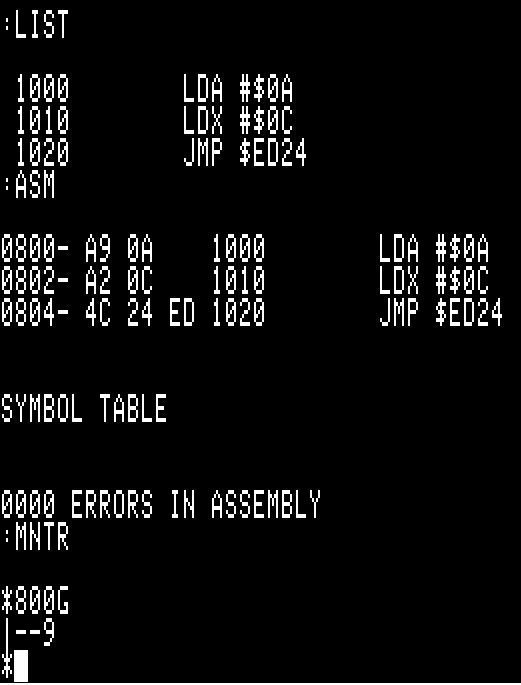 :LIST
1000 LDA #$0A
1010 LDX #$0C
1020 JMP $ED24
:ASM
0800- A9 0A 1000 LDA #$0A
0802- A2 0C 1010 LDX #$0C
0804- 4C 24 ED 1020 JMP $ED24
SYMBOL TABLE
0000 ERRORS IN ASSEMBLY
:MNTR
*800G
|--9
*